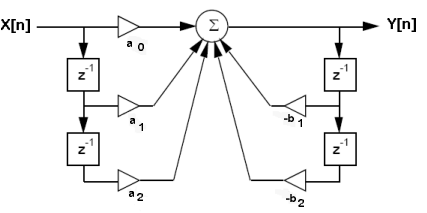 X[n] Σ Y[n]
a 0
z-1 z-1
a 1 -b 1
z-1 z-1
a 2 -b 2